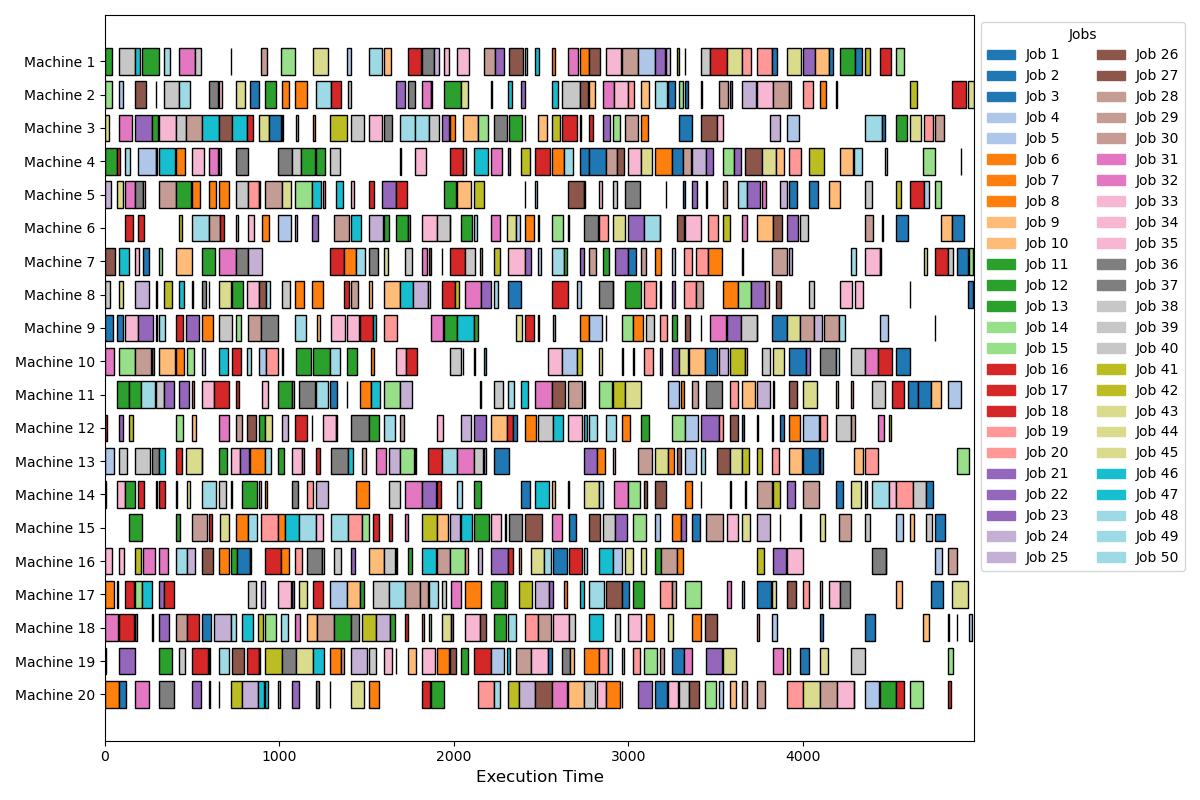 Machine 1
Machine 2
Machine 3
Machine 4
Machine 5
Machine 6
Machine 7
Machine 8
Machine 9
Machine 10
Machine 11
Machine 12
Machine 13
Machine 14
Machine 15
Machine 16
Machine 17
Machine 18
Machine 19
Machine 20
0 1000 2000 3000 4000
Execution Time
Jobs
Job 1 Job 26
Job 2 Job 27
Job 3 Job 28
Job 4 Job 29
Job 5 Job 30
Job 6 Job 31
Job 7 Job 32
Job 8 Job 33
Job 9 Job 34
Job 10 Job 35
Job 11 Job 36
Job 12 Job 37
Job 13 Job 38
Job 14 Job 39
Job 15 Job 40
Job 16 Job 41
Job 17 Job 42
Job 18 Job 43
Job 19 Job 44
Job 20 Job 45
Job 21 Job 46
Job 22 Job 47
Job 23 Job 48
Job 24 Job 49
Job 25 Job 50